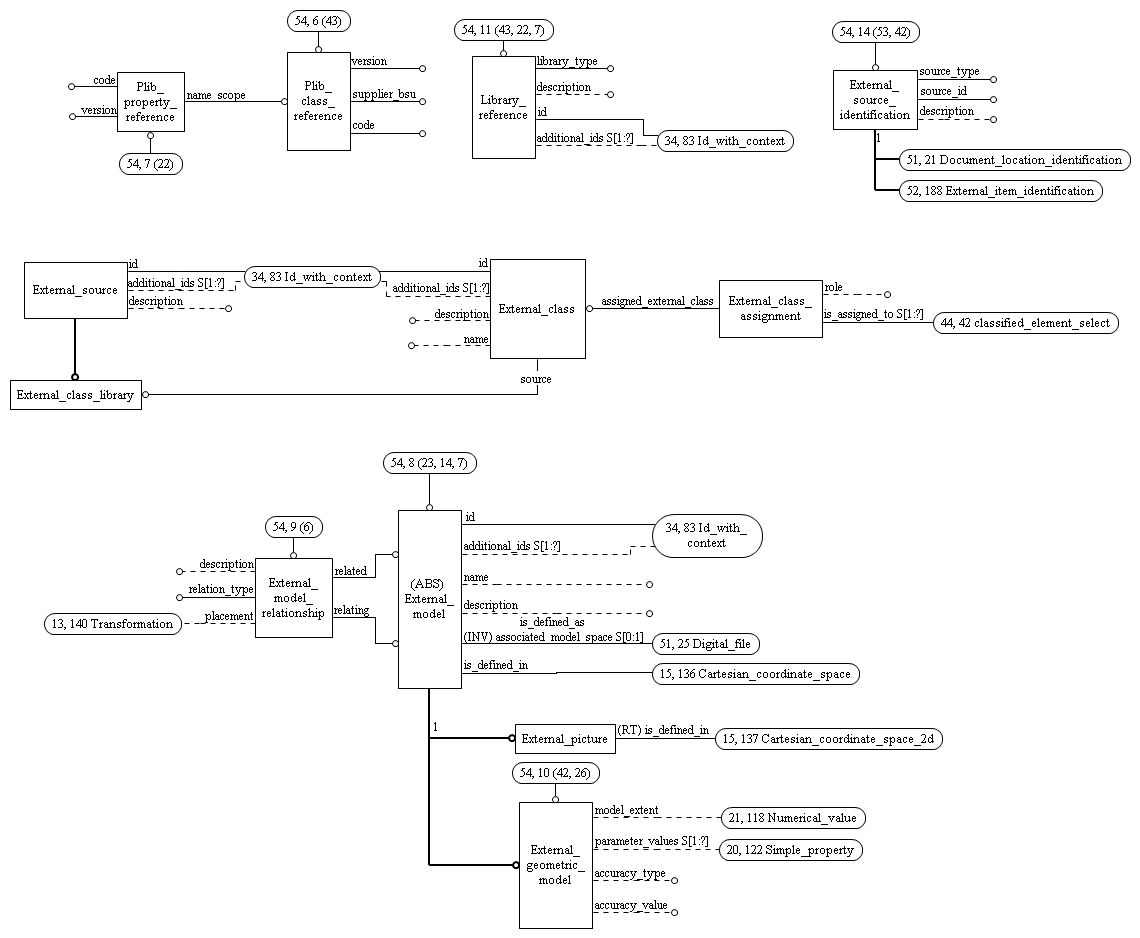 54, 6 (43)
54, 11 (43, 22, 7)
54, 14 (53, 42)
code
version
Plib_
property_
reference
name_scope
54, 7 (22)
Plib_
class_
reference
version
supplier_bsu
code
Library_
reference
library_type
description
id
additional_ids S[1:?]
34, 83 Id_with_context
External_
source_
identification
source_type
source_id
description
1
51, 21 Document_location_identification
52, 188 External_item_identification
External_source
id
additional_ids S[1:?]
description
34, 83 Id_with_context
id
additional_ids S[1:?]
description
name
External_class
assigned_external_class
External_class_
assignment
role
is_assigned_to S[1:?]
44, 42 classified_element_select
source
External_class_library
54, 8 (23, 14, 7)
54, 9 (6)
description
relation_type
placement
13, 140 Transformation
External_
model_
relationship
related
relating
(ABS)
External_
model
id
additional_ids S[1:?]
34, 83 Id_with_
context
name
description
is_defined_as
(INV) associated_model_space S[0:1]
51, 25 Digital_file
is_defined_in
15, 136 Cartesian_coordinate_space
1
External_picture
(RT) is_defined_in
15, 137 Cartesian_coordinate_space_2d
54, 10 (42, 26)
External_
geometric_
model
model_extent
21, 118 Numerical_value
parameter_values S[1:?]
20, 122 Simple_property
accuracy_type
accuracy_value